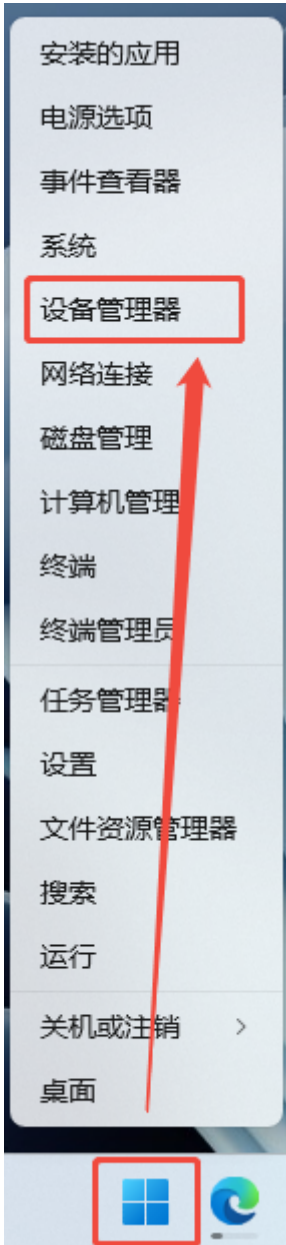 安装的应用
电源选项
事件查看器
系统
设备管理器
网络连接
磁盘管理
计算机管理
终端
终端管理员
任务管理器
设置
文件资源管理器
搜索
运行
关机或注销
桌面